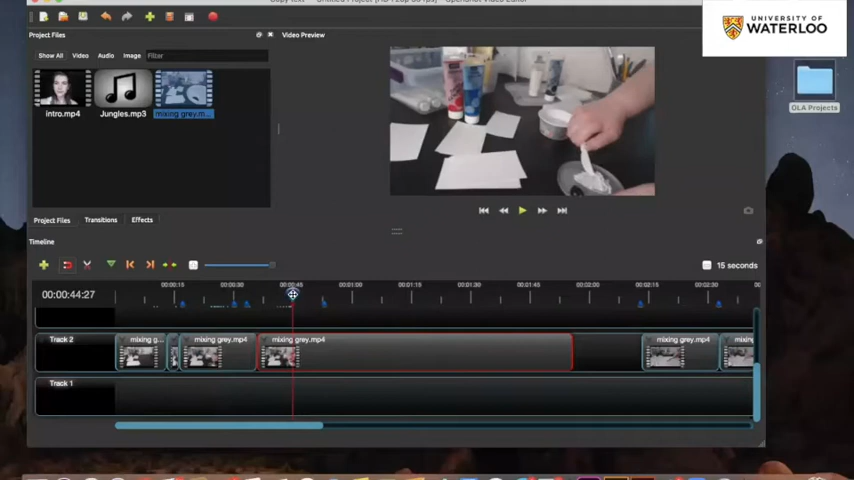 UNIVERSITY OF
WATERLOO
Project Files
Video Preview
Show All Video Audio Image Filter
intro.mp4 Jungles.mp3 mixing grey.m...
OLA Projects
Project Files Transitions Effects
Timeline
15 seconds
00:00:15 00:00:30 00:00:45 00:01:00 00:01:15 00:01:30 00:01:45 00:02:00 00:02:15 00:02:30
00:00:44:27
Track 2 mixing g... mixing grey.mp4 mixing grey.mp4 mixing grey.mp4
Track 1